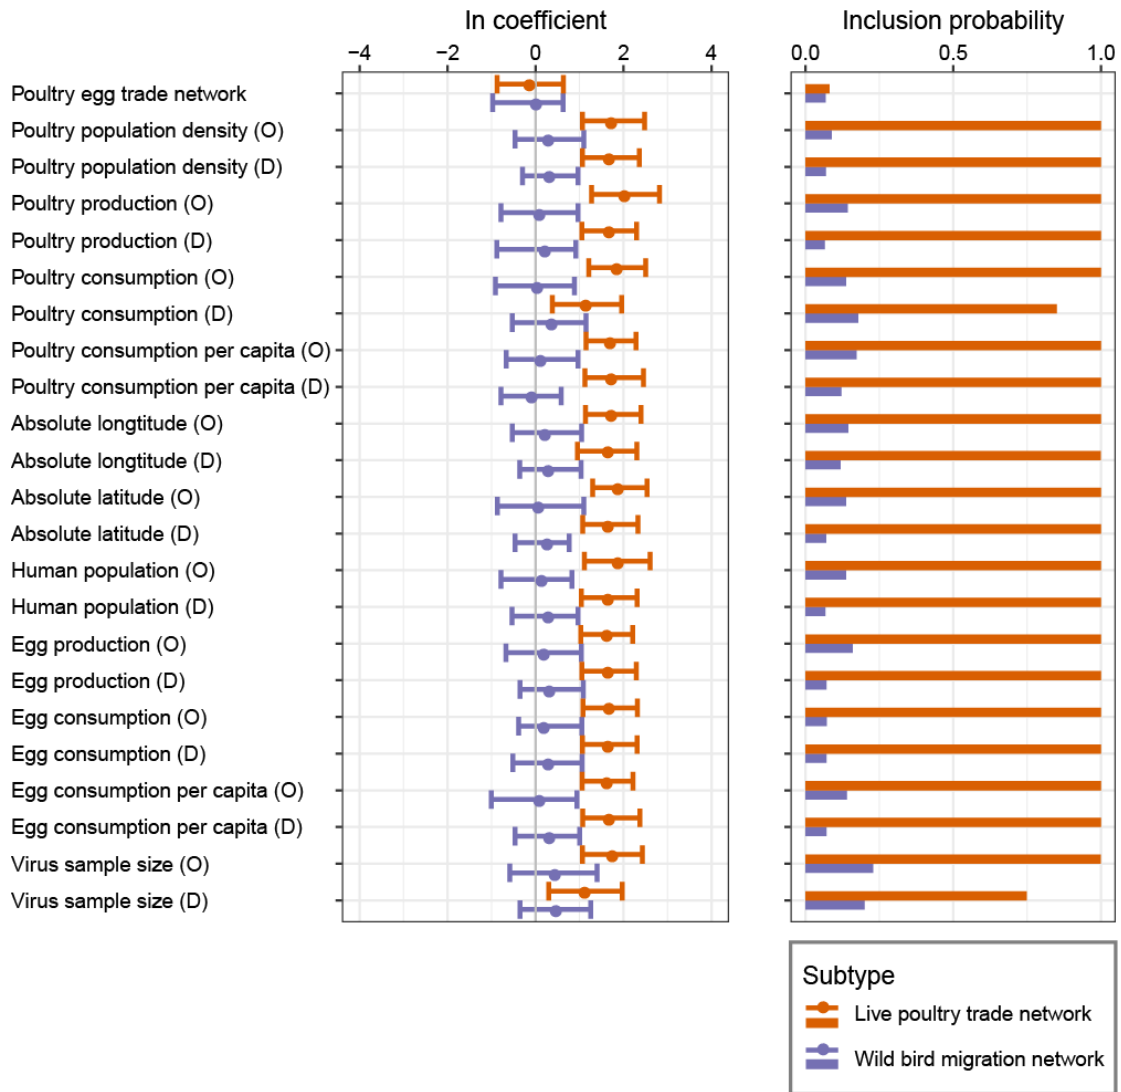 ln coefficient
Inclusion probability
−4 −2 0 2 4
0.0 0.5 1.0
Poultry egg trade network
Poultry population density (O)
Poultry population density (D)
Poultry production (O)
Poultry production (D)
Poultry consumption (O)
Poultry consumption (D)
Poultry consumption per capita (O)
Poultry consumption per capita (D)
Absolute longtitude (O)
Absolute longtitude (D)
Absolute latitude (O)
Absolute latitude (D)
Human population (O)
Human population (D)
Egg production (O)
Egg production (D)
Egg consumption (O)
Egg consumption (D)
Egg consumption per capita (O)
Egg consumption per capita (D)
Virus sample size (O)
Virus sample size (D)
Subtype
Live poultry trade network
Wild bird migration network